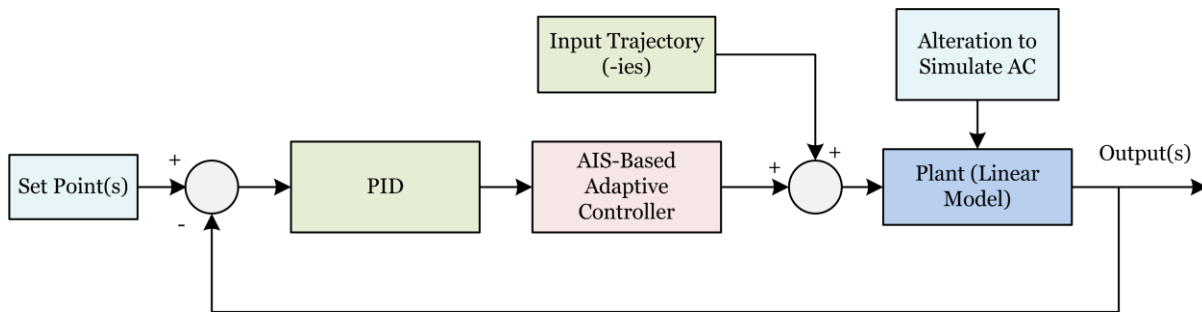 Input Trajectory
(-ies)
Alteration to
Simulate AC
Set Point(s)
+
-
PID
AIS-Based
Adaptive
Controller
+
+
Plant (Linear
Model)
Output(s)